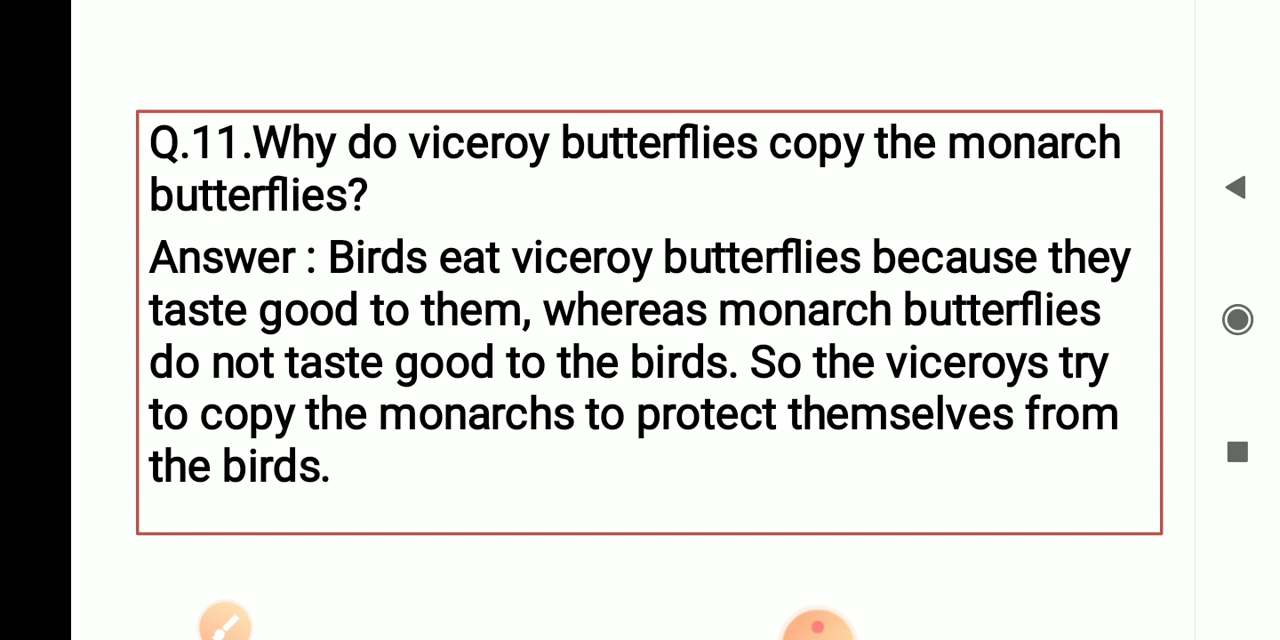 Q.11.Why do viceroy butterflies copy the monarch
butterflies?
Answer : Birds eat viceroy butterflies because they
taste good to them, whereas monarch butterflies
do not taste good to the birds. So the viceroys try
to copy the monarchs to protect themselves from
the birds.